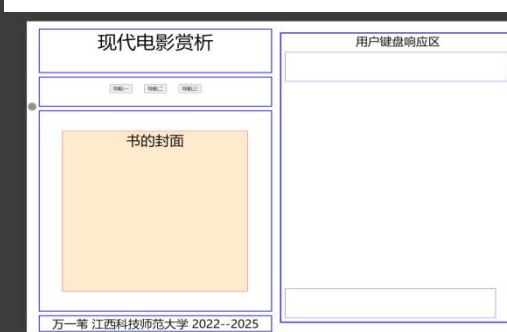 现代电影赏析
导航一 导航二 导航三
书的封面
万一苇 江西科技师范大学 2022--2025
用户键盘响应区